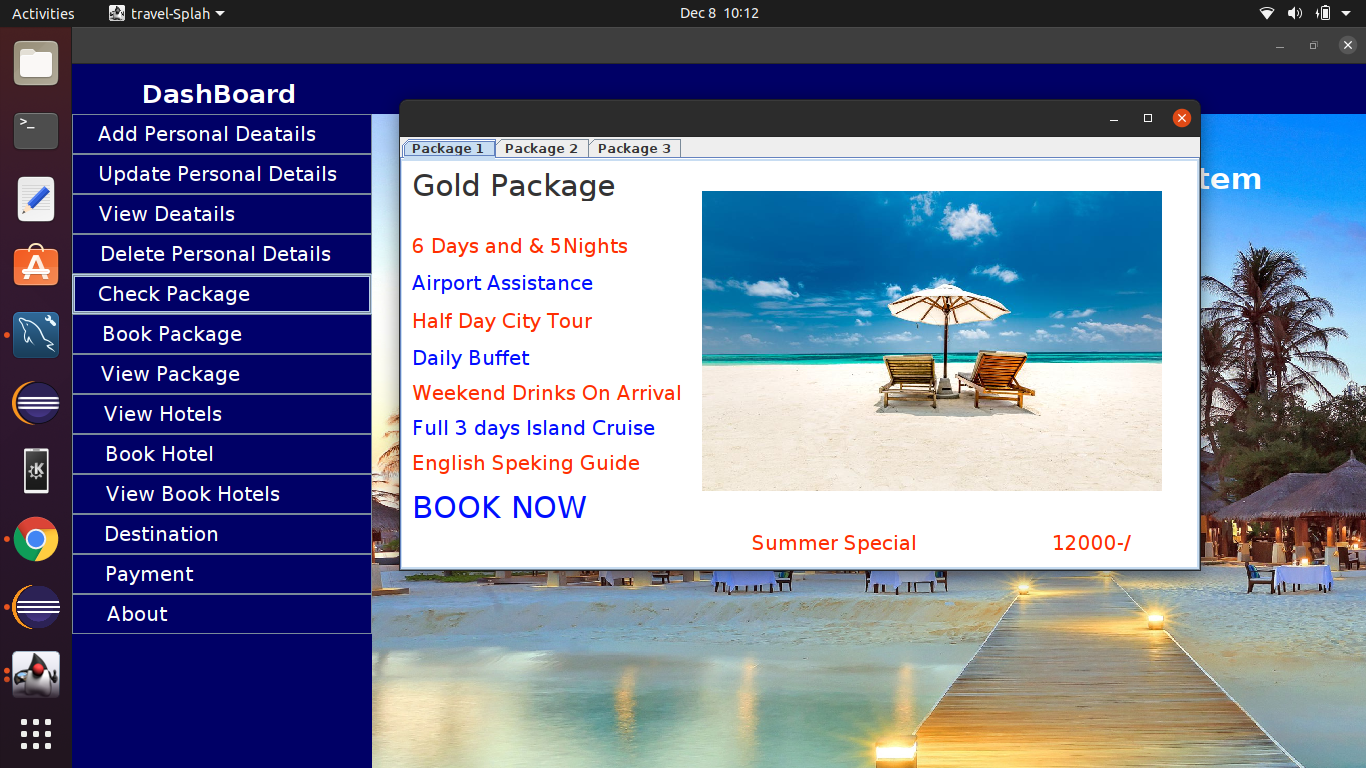 Activities
travel-Splah
Dec 8 10:12
DashBoard
Add Personal Deatails
Update Personal Details
View Deatails
Delete Personal Details
Check Package
Book Package
View Package
View Hotels
Book Hotel
View Book Hotels
Destination
Payment
About
tem
Package 1 Package 2 Package 3
Gold Package
6 Days and & 5Nights
Airport Assistance
Half Day City Tour
Daily Buffet
Weekend Drinks On Arrival
Full 3 days Island Cruise
English Speking Guide
BOOK NOW
Summer Special 12000-/